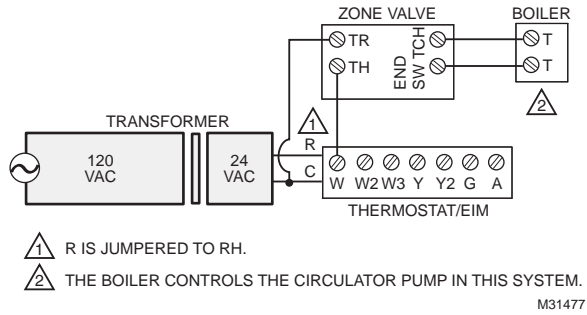 ZONE VALVE
BOILER
TR
TH
END
SW TCH
T
T
2
TRANSFORMER
1
120
VAC
24
VAC
R
C
W W2 W3 Y Y2 G A
THERMOSTAT/EIM
1 R IS JUMPERED TO RH.
2 THE BOILER CONTROLS THE CIRCULATOR PUMP IN THIS SYSTEM.
M31477